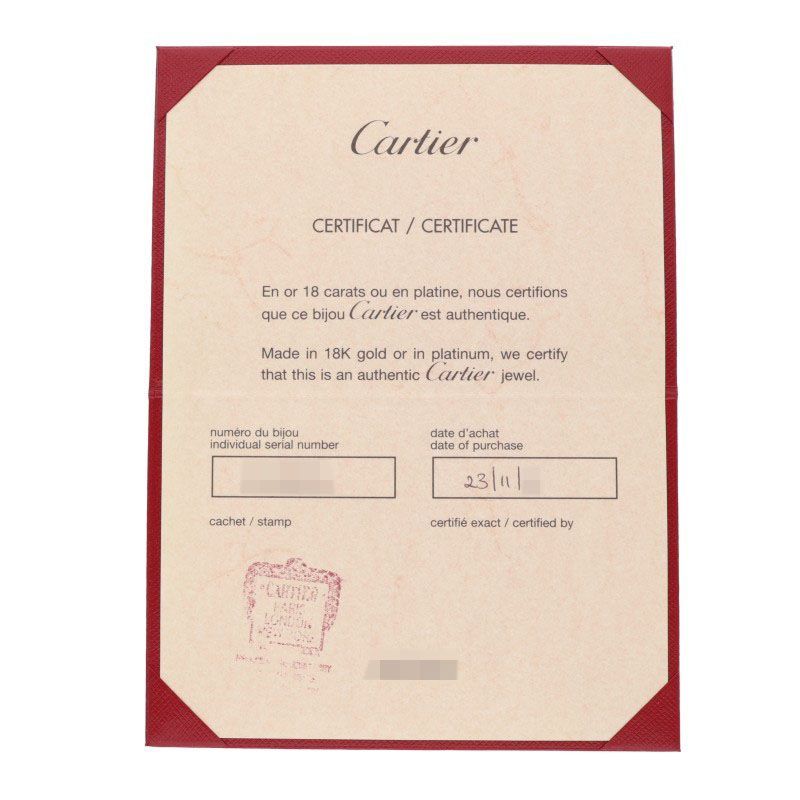 Cartier
CERTIFICAT / CERTIFICATE
En or 18 carats ou en platine, nous certifions
que ce bijou Cartier est authentique.
Made in 18K gold or in platinum, we certify
that this is an authentic Cartier jewel.
numéro du bijou
individual serial number
date d'achat
date of purchase
23/11/
cachet / stamp
certifié exact / certified by
CARTIER
PARIS
LONDON
NEW YORK